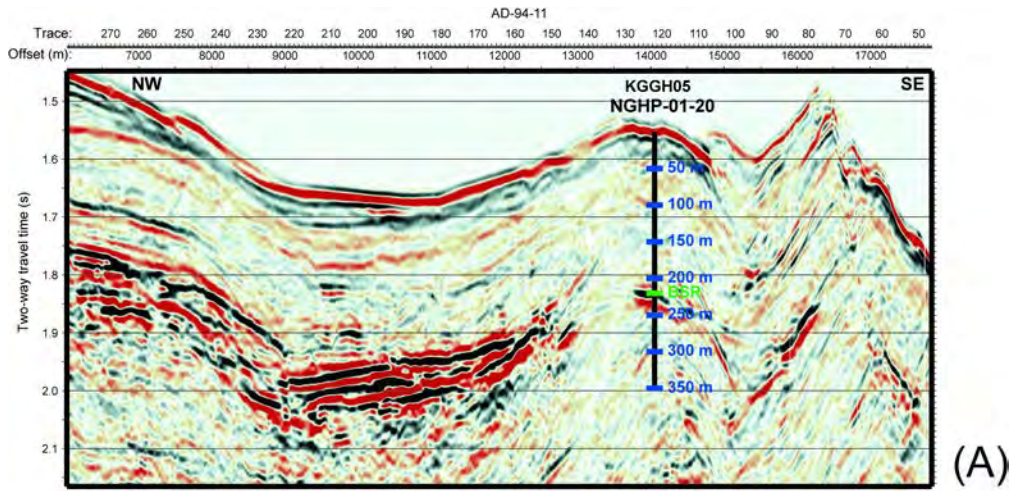 AD-94-11
Trace: 270 260 250 240 230 220 210 200 190 180 170 160 150 140 130 120 110 100 90 80 70 60 50
Offset (m): 7000 8000 9000 10000 11000 12000 13000 14000 15000 16000 17000
NW KGGH05 SE
NGHP-01-20
1.5
1.6
50 m
100 m
1.7
150 m
1.8
200 m
BSR
250 m
1.9
300 m
2.0
350 m
2.1
Two-way travel time (s)
(A)